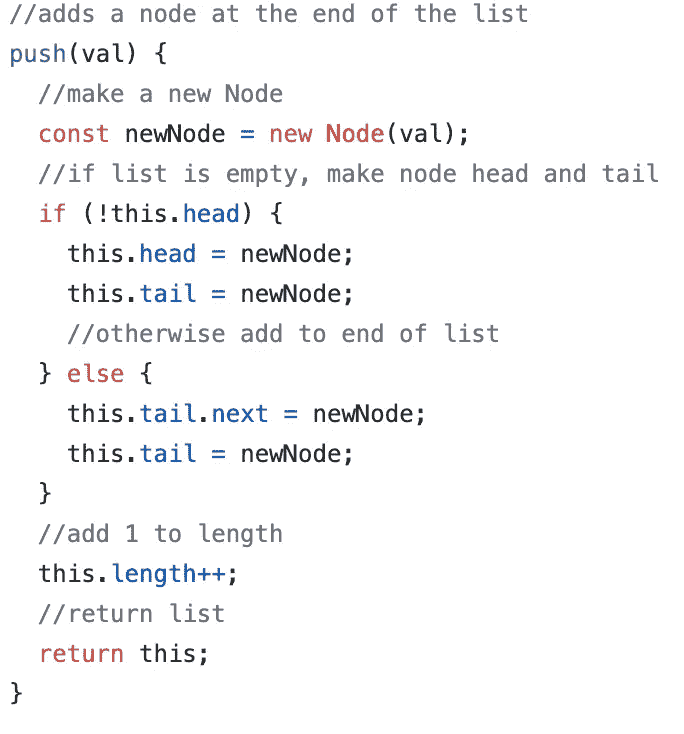 //adds a node at the end of the list
push(val) {
  //make a new Node
  const newNode = new Node(val);
  //if list is empty, make node head and tail
  if (!this.head) {
    this.head = newNode;
    this.tail = newNode;
    //otherwise add to end of list
  } else {
    this.tail.next = newNode;
    this.tail = newNode;
  }
  //add 1 to length
  this.length++;
  //return list
  return this;
}